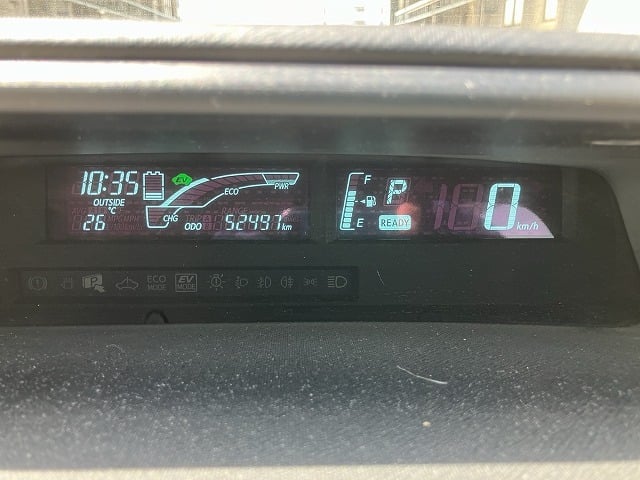 10:35
EV
ECO
PWR
F
P
0
km/h
OUTSIDE
°C
26
CHG
ODO
52497 km
E
READY
P
ECO
MODE
EV
MODE